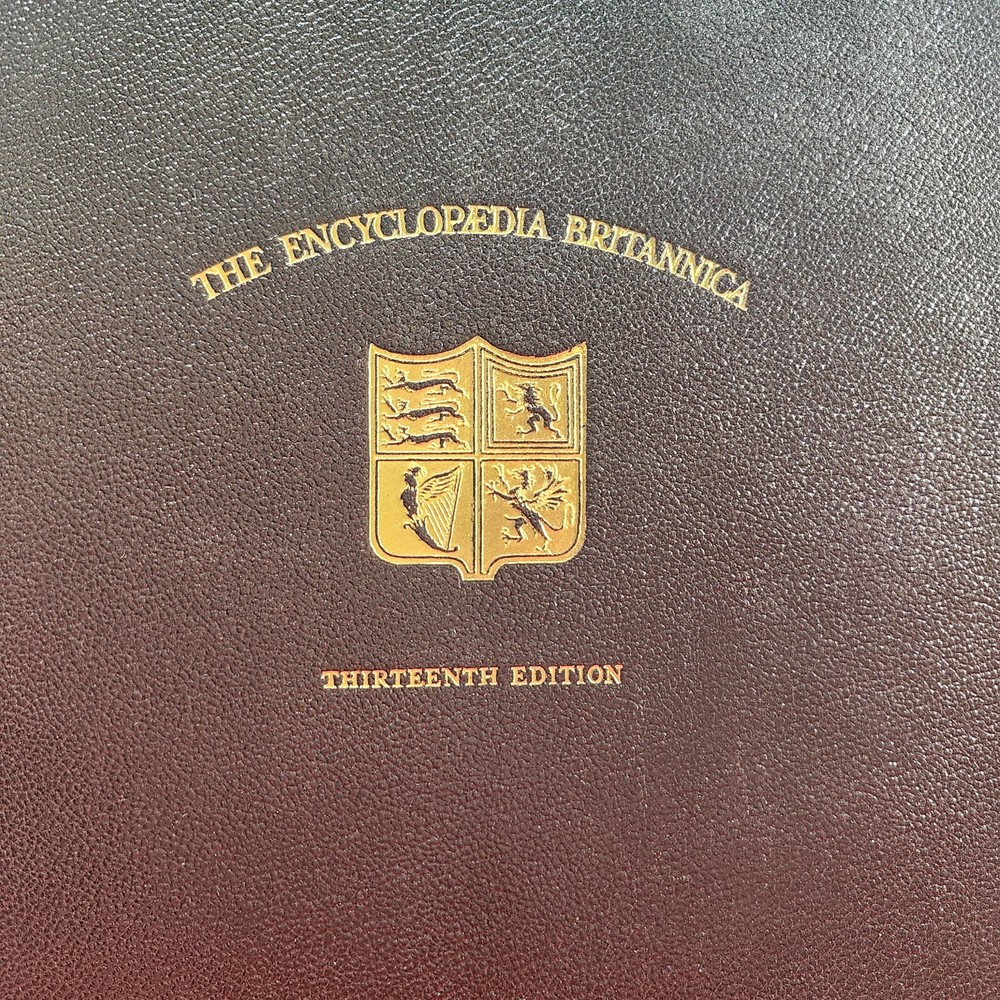 THE ENCYCLOPÆDIA BRITANNICA
THIRTEENTH EDITION